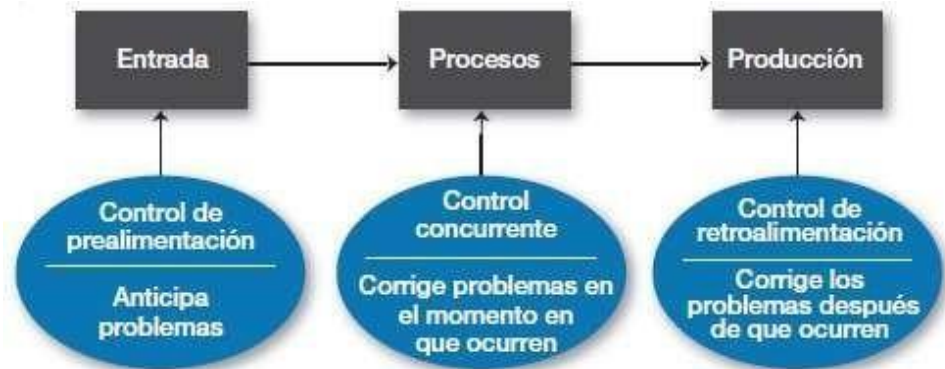 Entrada
Procesos
Producción
Control de
prealimentación
Anticipa
problemas
Control
concurrente
Corrige problemas en
el momento en
que ocurren
Control de
retroalimentación
Corrige los
problemas después
de que ocurren